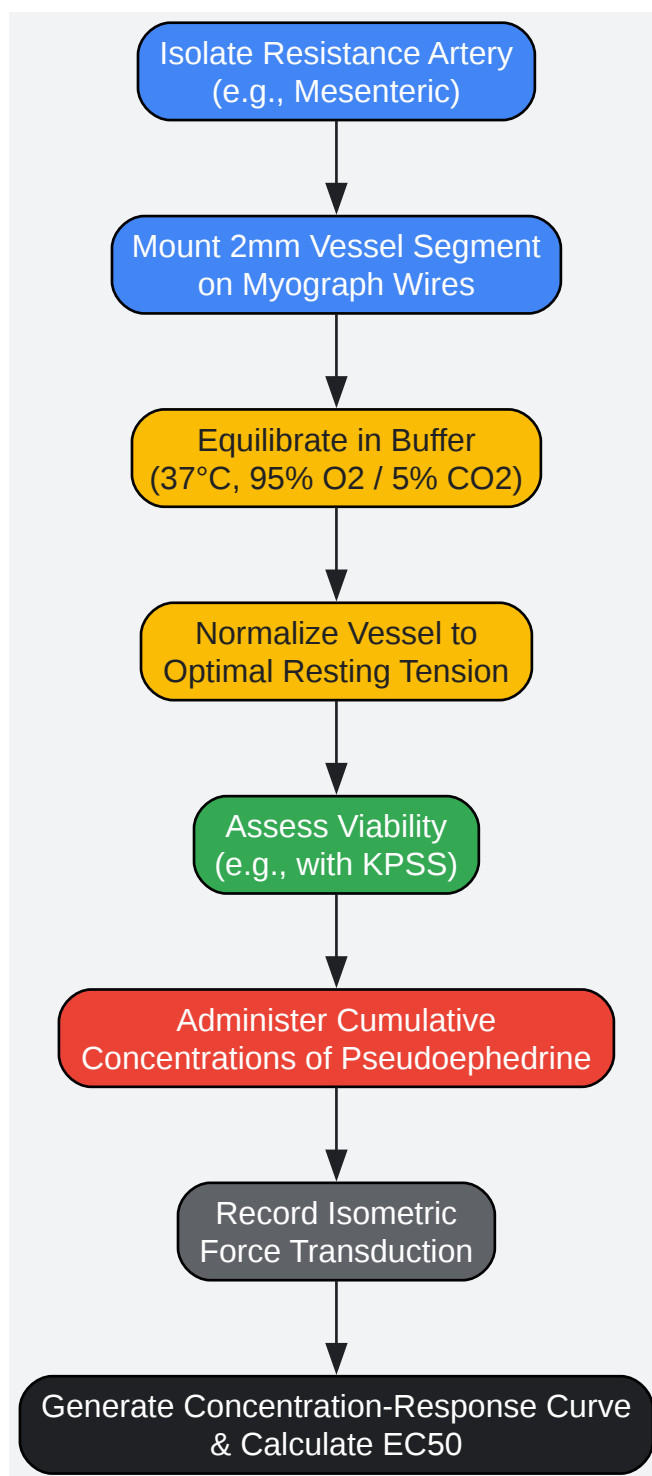 Isolate Resistance Artery
(e.g., Mesenteric)
Mount 2mm Vessel Segment
on Myograph Wires
Equilibrate in Buffer
(37°C, 95% O2 / 5% CO2)
Normalize Vessel to
Optimal Resting Tension
Assess Viability
(e.g., with KPSS)
Administer Cumulative
Concentrations of Pseudoephedrine
Record Isometric
Force Transduction
Generate Concentration-Response Curve
& Calculate EC50